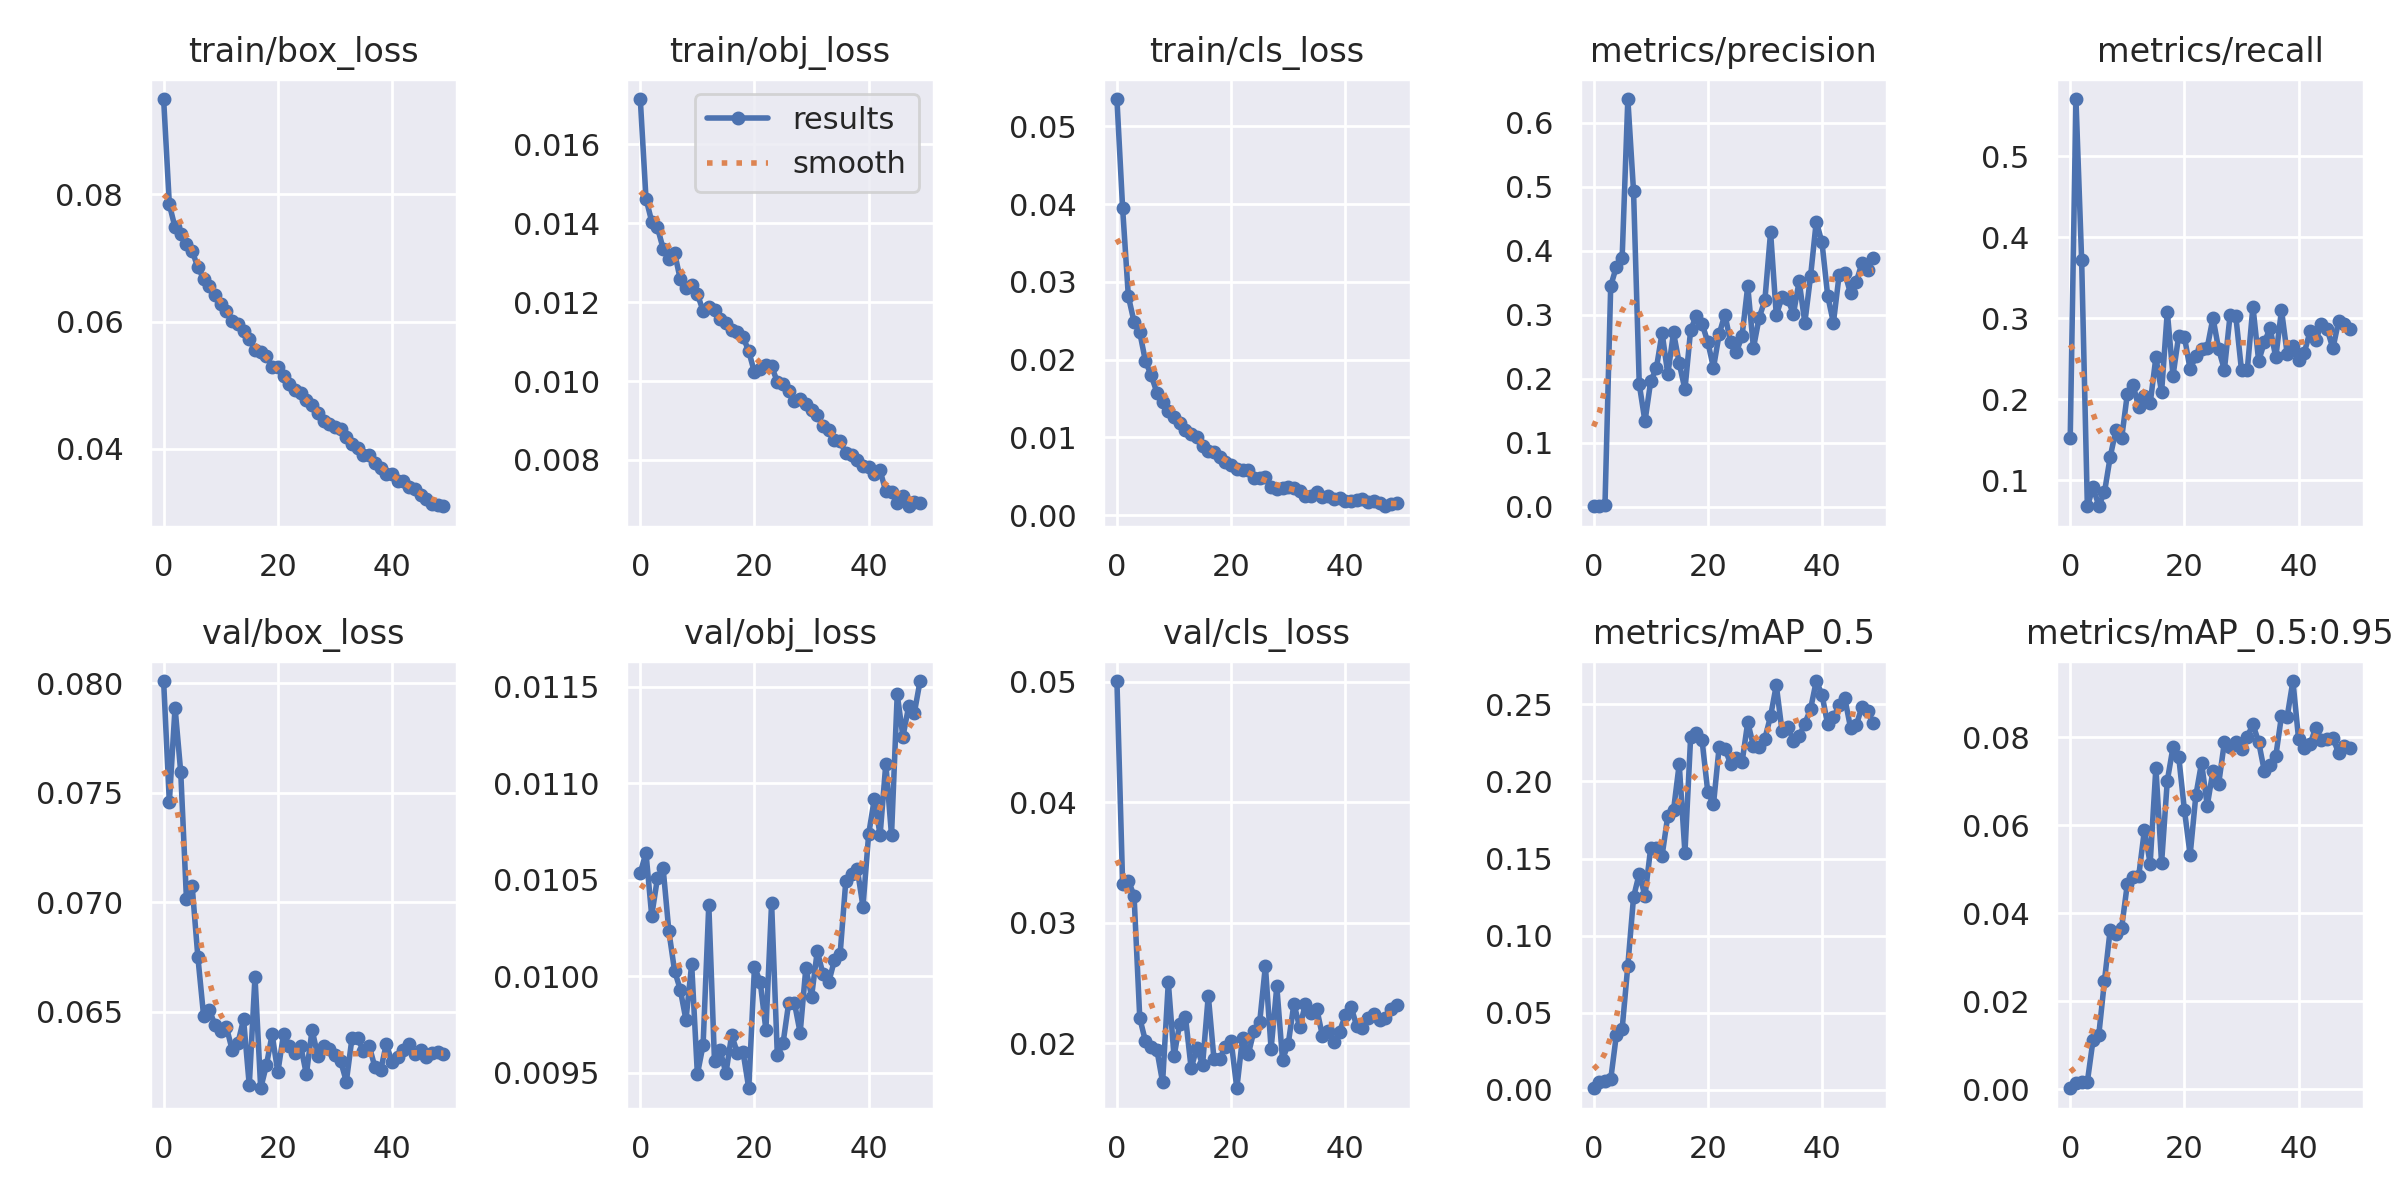 train/box_loss
0.08
0.06
0.04
0 20 40
train/obj_loss
results
smooth
0.016
0.014
0.012
0.010
0.008
0 20 40
train/cls_loss
0.05
0.04
0.03
0.02
0.01
0.00
0 20 40
metrics/precision
0.6
0.5
0.4
0.3
0.2
0.1
0.0
0 20 40
metrics/recall
0.5
0.4
0.3
0.2
0.1
0 20 40
val/box_loss
0.080
0.075
0.070
0.065
0 20 40
val/obj_loss
0.0115
0.0110
0.0105
0.0100
0.0095
0 20 40
val/cls_loss
0.05
0.04
0.03
0.02
0 20 40
metrics/mAP_0.5
0.25
0.20
0.15
0.10
0.05
0.00
0 20 40
metrics/mAP_0.5:0.95
0.08
0.06
0.04
0.02
0.00
0 20 40